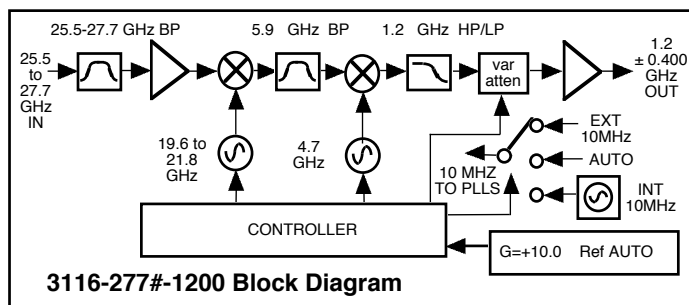 25.5-27.7 GHz BP
5.9 GHz BP
1.2 GHz HP/LP
25.5
to
27.7
GHz
IN
var
atten
1.2
± 0.400
GHz
OUT
19.6 to
21.8
GHz
4.7
GHz
10 MHZ
TO PLLS
EXT
10MHz
AUTO
INT
10MHz
CONTROLLER
G=+10.0 Ref AUTO
3116-277#-1200 Block Diagram